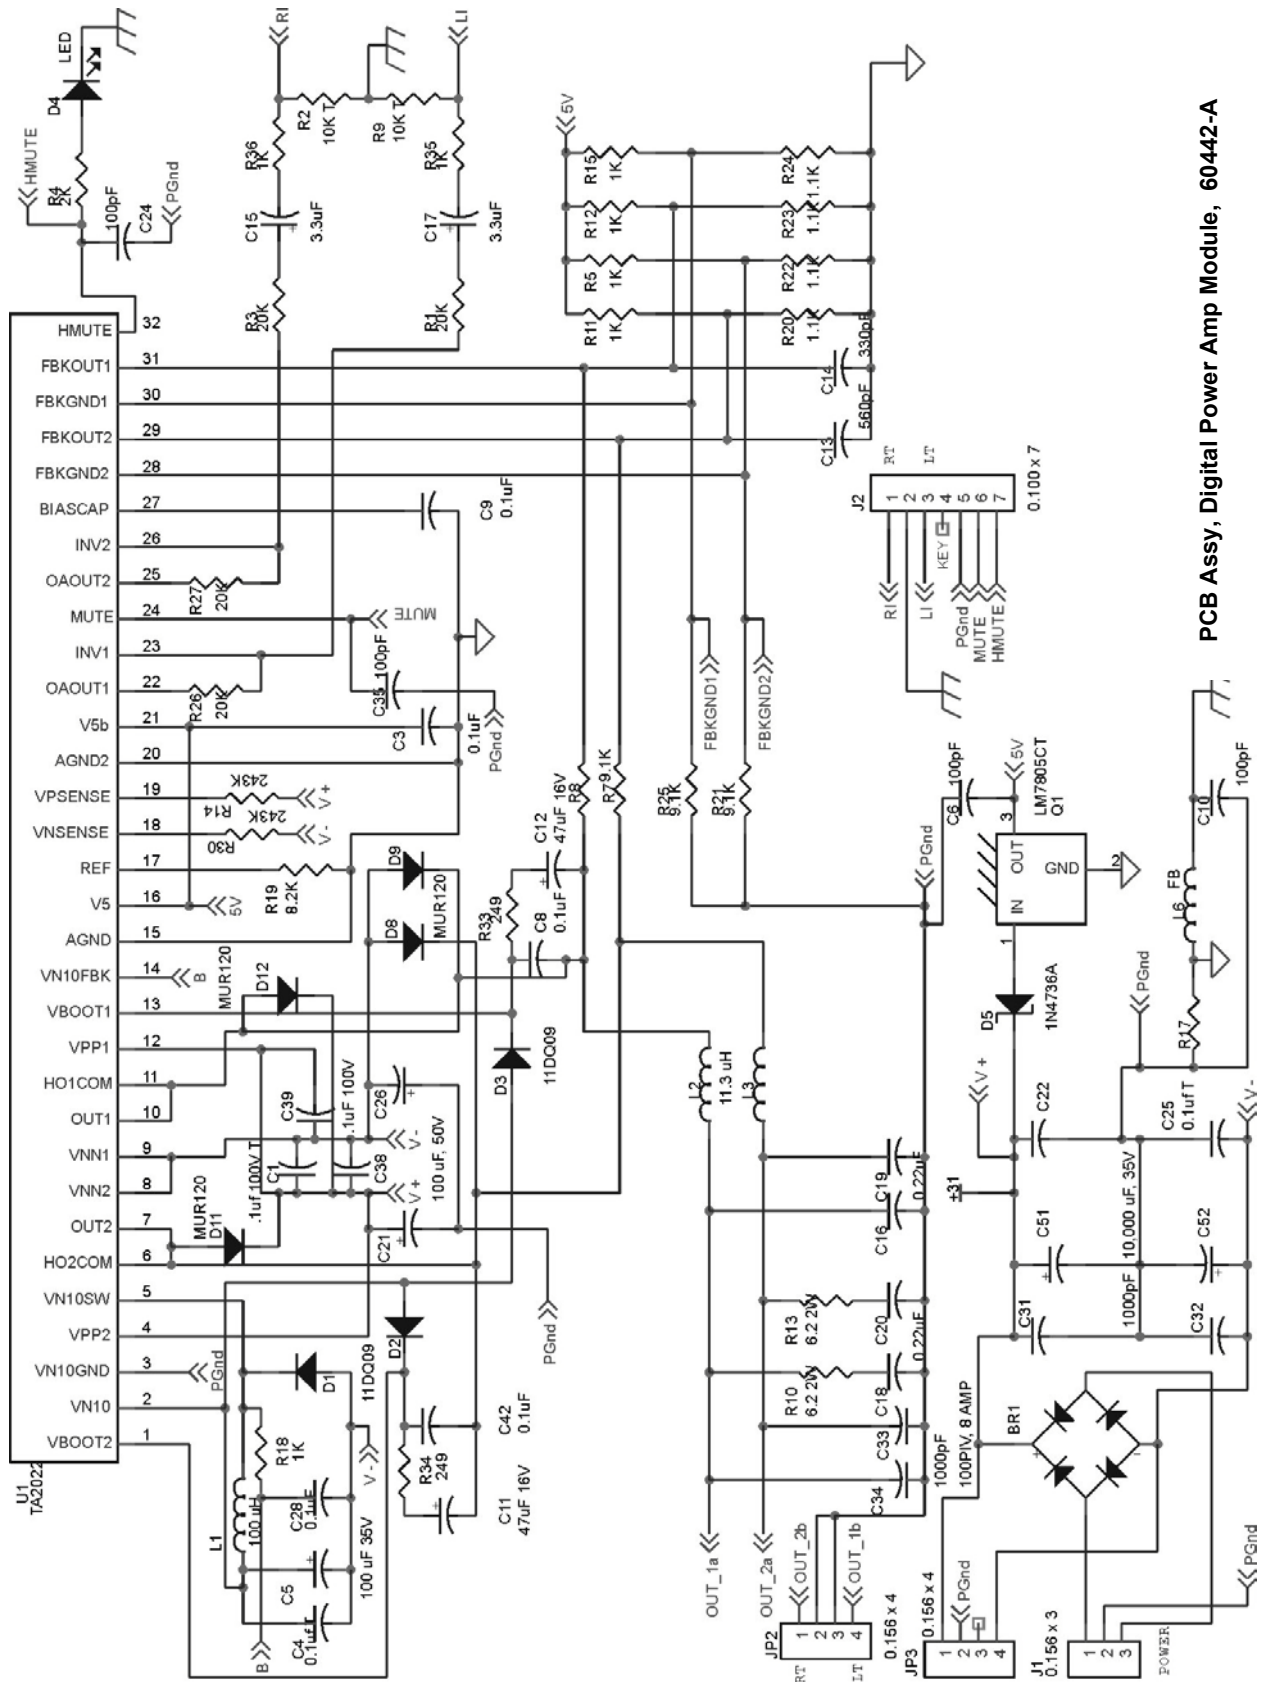 U1
TA2022
HMUTE 32
FBKOUT1 31
FBKGND1 30
FBKOUT2 29
FBKGND2 28
BIASCAP 27
INV2 26
OAOUT2 25
MUTE 24
INV1 23
OAOUT1 22
V5b 21
AGND2 20
VPSENSE 19
VNSENSE 18
REF 17
V5 16
AGND 15
VN10FBK 14
VBOOT1 13
VPP1 12
HO1COM 11
OUT1 10
VNN1 9
VNN2 8
OUT2 7
HO2COM 6
VN10SW 5
VPP2 4
VN10GND 3
VN10 2
VBOOT2 1
LED
D4
HMUTE
R4
2K
100pF
C24
PGnd
RI
LI
R2
10K T
R9
10K T
R36
1K
R35
1K
C15
3.3uF
C17
3.3uF
R3
20K
R1
20K
5V
R15
1K
R12
1K
R5
1K
R11
1K
R24
1.1K
R23
1.1K
R22
1.1K
R20
1.1K
C14
330pF
C13
560pF
C9
0.1uF
R27
20K
MUTE
R26
20K
C35 100pF
C3
0.1uF
PGnd
R14
243K
V+
R30
243K
V-
R19
8.2K
5V
B
D9
MUR120
D8
MUR120
D12
R33
249
C12
47uF 16V
C8
0.1uF
R8
R7 9.1K
R25
9.1K
R21
9.1K
FBKGND1
FBKGND2
J2
1
2
3
4
5
6
7
RT
LT
KEY
0.100 x 7
RI
LI
PGnd
MUTE
HMUTE
PCB Assy, Digital Power Amp Module, 60442-A
D3
11DQ09
C39
.1uF 100V
C26
C1
.1uf 100V T
C38
V-
V+
100 uF, 50V
C21
MUR120
D11
PGnd
D2
11DQ09
D1
PGnd
R18
1K
L1
100 uH
C28
0.1uF
C5
100 uF 35V
C4
0.1uf T
B
V-
R34
249
C42
0.1uF
C11
47uF 16V
L2
11.3 uH
L3
C19
0.22uF
C16
R13
6.2 2W
C20
0.22uF
R10
6.2 2W
C18
C33
1000pF
C34
OUT_1a
OUT_2a
OUT_2b
OUT_1b
JP2
1
2
3
4
RT
LT
0.156 x 4
PGnd
C6
100pF
5V
LM7805CT
Q1
3
OUT
GND
2
IN
1
D5
1N4736A
PGnd
L6 FB
C10
100pF
R17
V+
C22
C25
0.1uf T
V-
+31
C51
10,000 uF, 35V
C52
C31
1000pF
C32
100PIV, 8 AMP
BR1
+
-
JP3
0.156 x 4
1
2
3
4
PGnd
J1
0.156 x 3
1
2
3
POWER
PGnd